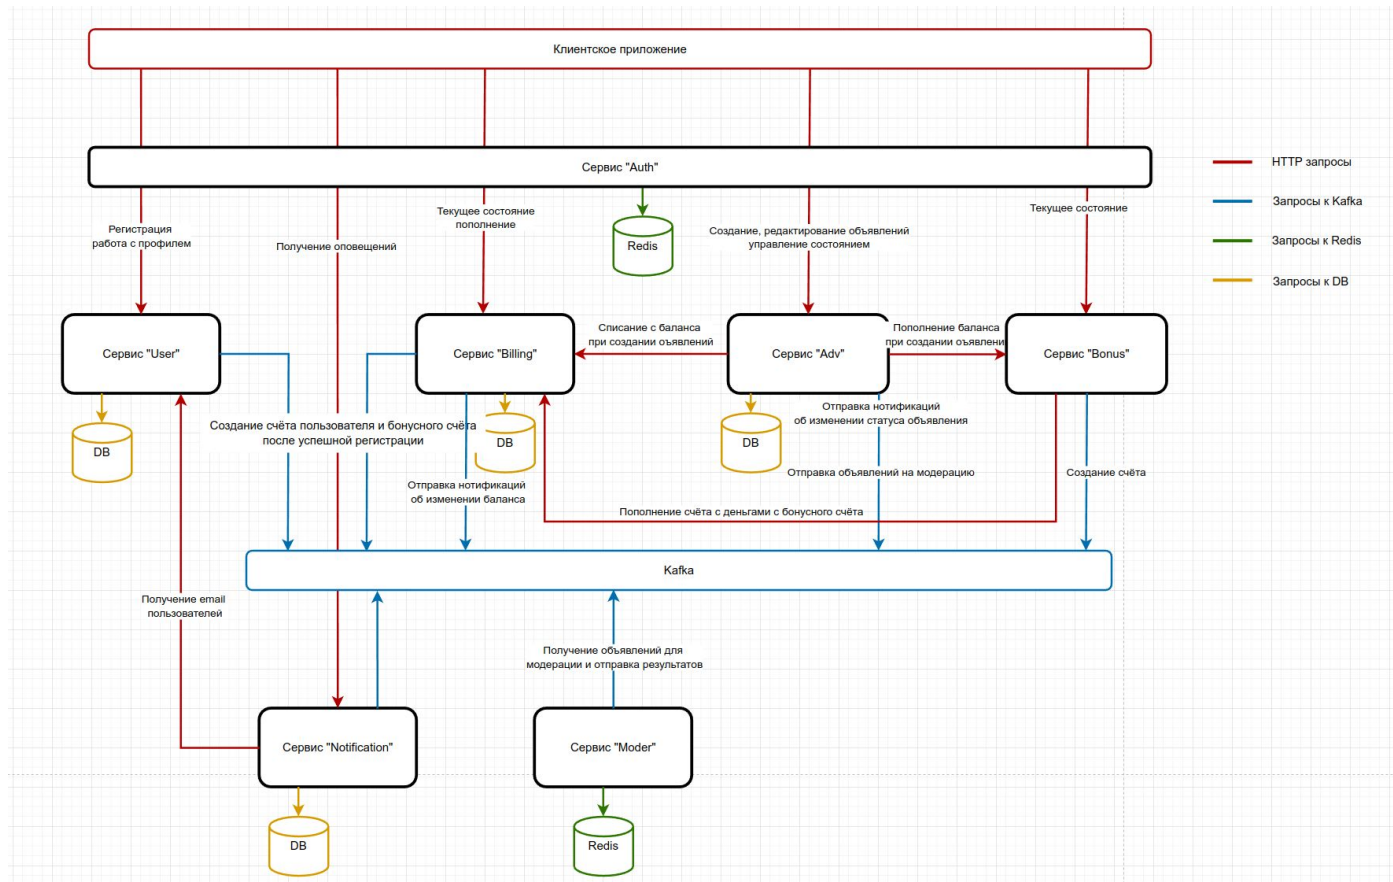 Клиентское приложение
Сервис "Auth"
HTTP запросы
Запросы к Kafka
Запросы к Redis
Запросы к DB
Регистрация
работа с профилем
Получение оповещений
Текущее состояние
пополнение
Redis
Создание, редактирование объявлений
управление состоянием
Текущее состояние
Сервис "User"
Сервис "Billing"
Списание с баланса
при создании оъявлений
Сервис "Adv"
Пополнение баланса
при создании оъявлени
Сервис "Bonus"
DB
Создание счёта пользователя и бонусного счёта
после успешной регистрации
DB
DB
Отправка нотификаций
об изменении статуса объявления
Отправка нотификаций
об изменении баланса
Отправка объявлений на модерацию
Создание счёта
Пополнение счёта с деньгами с бонусного счёта
Kafka
Получение email
пользователей
Получение объявлений для
модерации и отправка результатов
Сервис "Notification"
Сервис "Moder"
DB
Redis